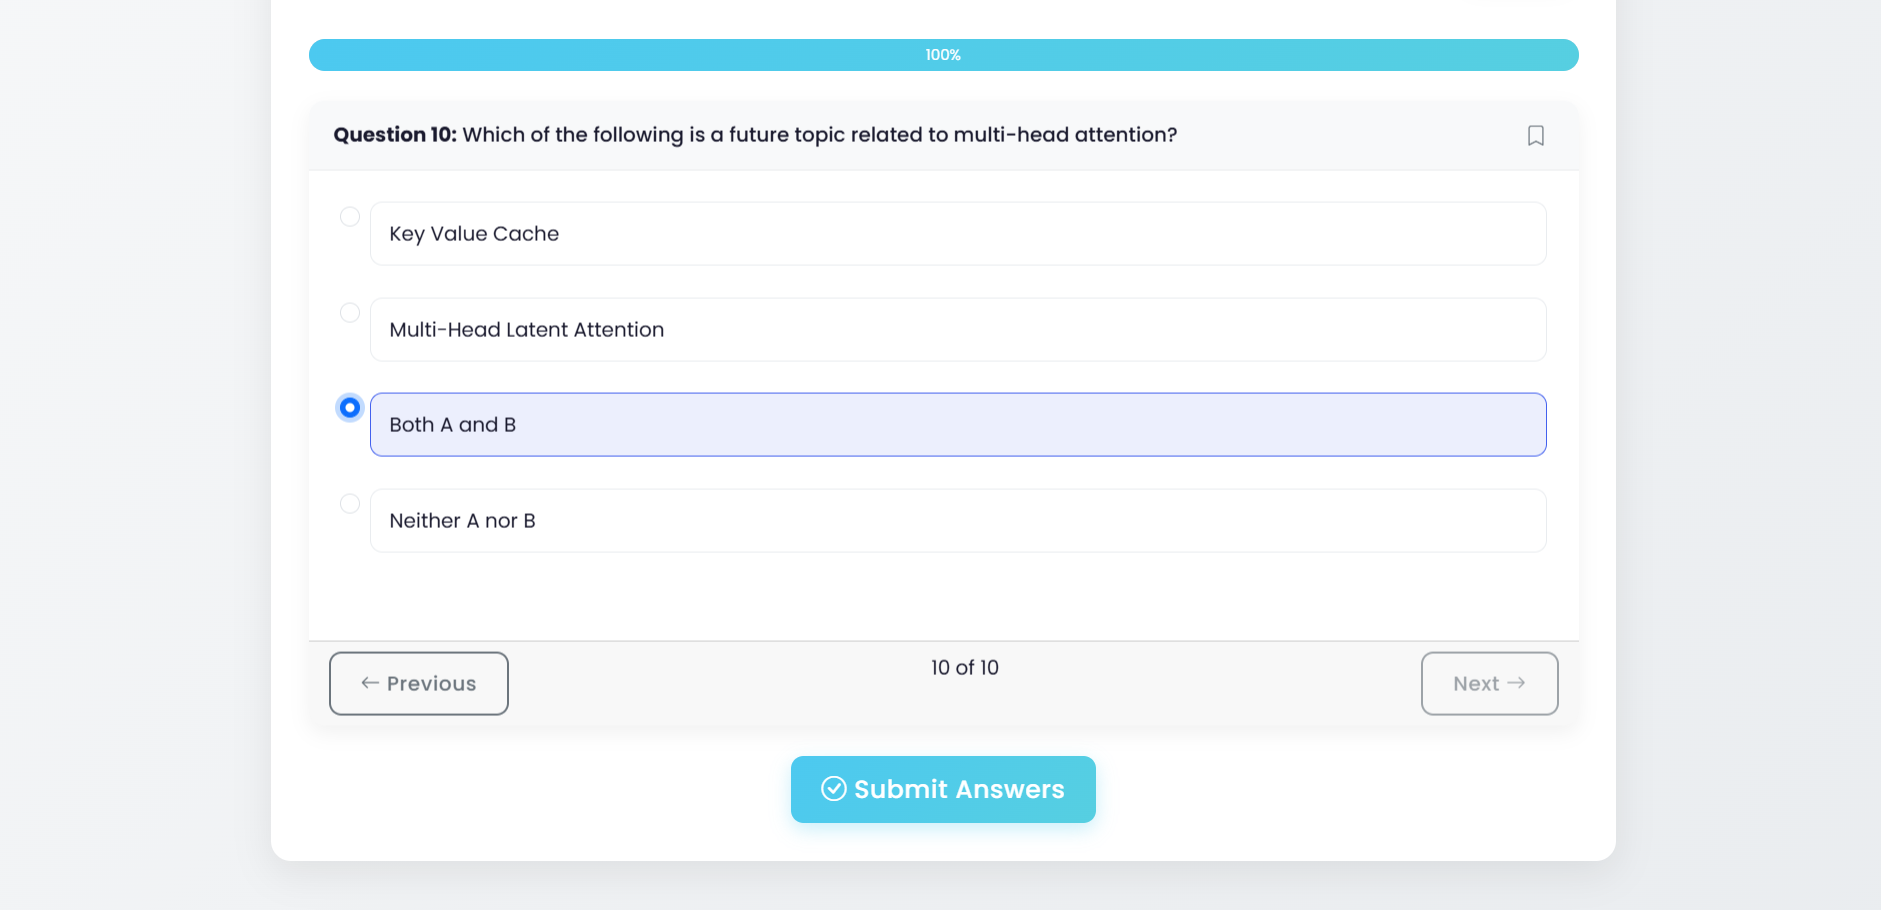 100%
Question 10: Which of the following is a future topic related to multi-head attention?
Key Value Cache
Multi-Head Latent Attention
Both A and B
Neither A nor B
← Previous
10 of 10
Next →
Submit Answers